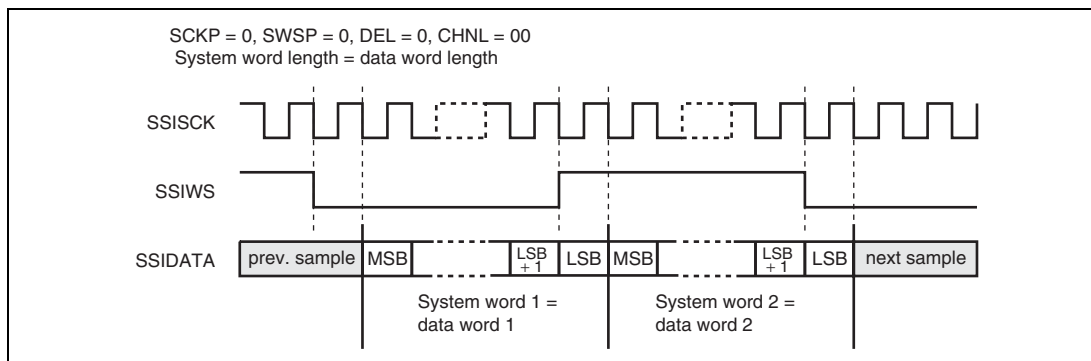 SCKP = 0, SWSP = 0, DEL = 0, CHNL = 00
System word length = data word length
SSISCK
SSIWS
SSIDATA
prev. sample
MSB
LSB
+ 1
LSB
MSB
LSB
+ 1
LSB
next sample
System word 1 =
data word 1
System word 2 =
data word 2